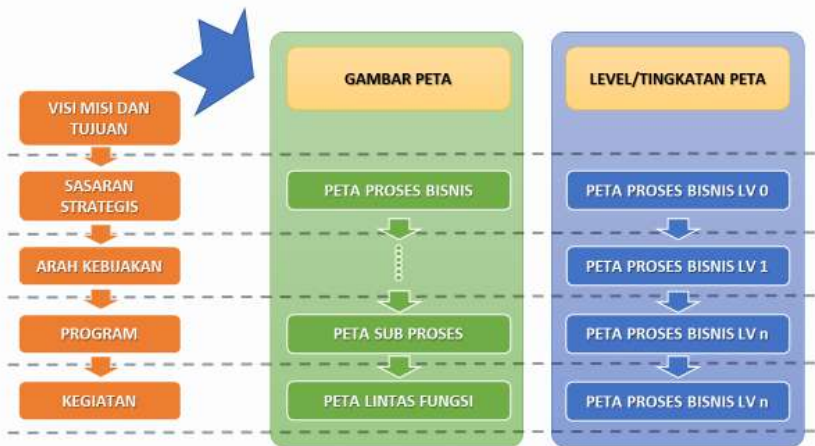 GAMBAR PETA
LEVEL/TINGKATAN PETA
VISI MISI DAN
TUJUAN
SASARAN
STRATEGIS
PETA PROSES BISNIS
PETA PROSES BISNIS LV 0
ARAH KEBIJAKAN
PETA PROSES BISNIS LV 1
PROGRAM
PETA SUB PROSES
PETA PROSES BISNIS LV n
KEGIATAN
PETA LINTAS FUNGSI
PETA PROSES BISNIS LV n